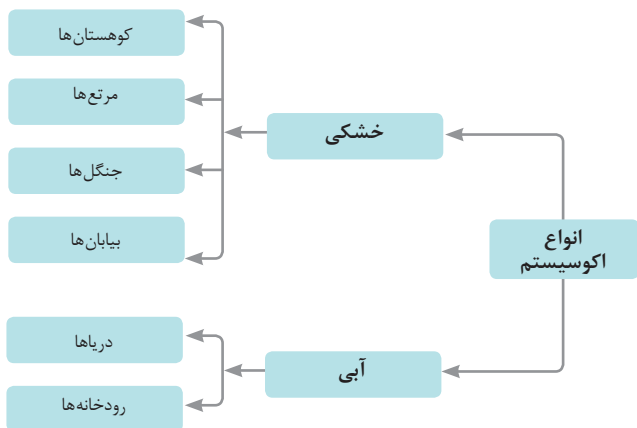 انواع
اکوسیستم
خشکی
کوهستان‌ها
مرتع‌ها
جنگل‌ها
بیابان‌ها
آبی
دریاها
رودخانه‌ها